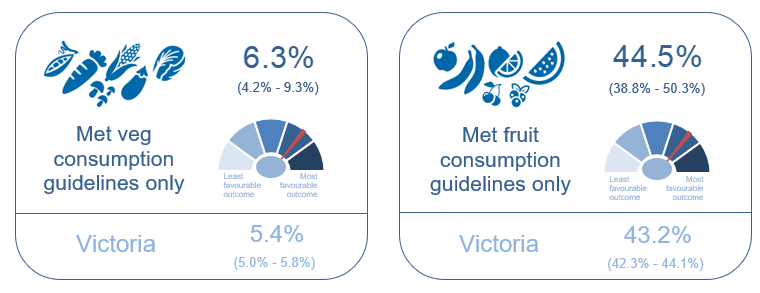 6.3%
(4.2% - 9.3%)
Met veg
consumption
guidelines only
Least
favourable
outcome
Most
favourable
outcome
Victoria
5.4%
(5.0% - 5.8%)
44.5%
(38.8% - 50.3%)
Met fruit
consumption
guidelines only
Least
favourable
outcome
Most
favourable
outcome
Victoria
43.2%
(42.3% - 44.1%)